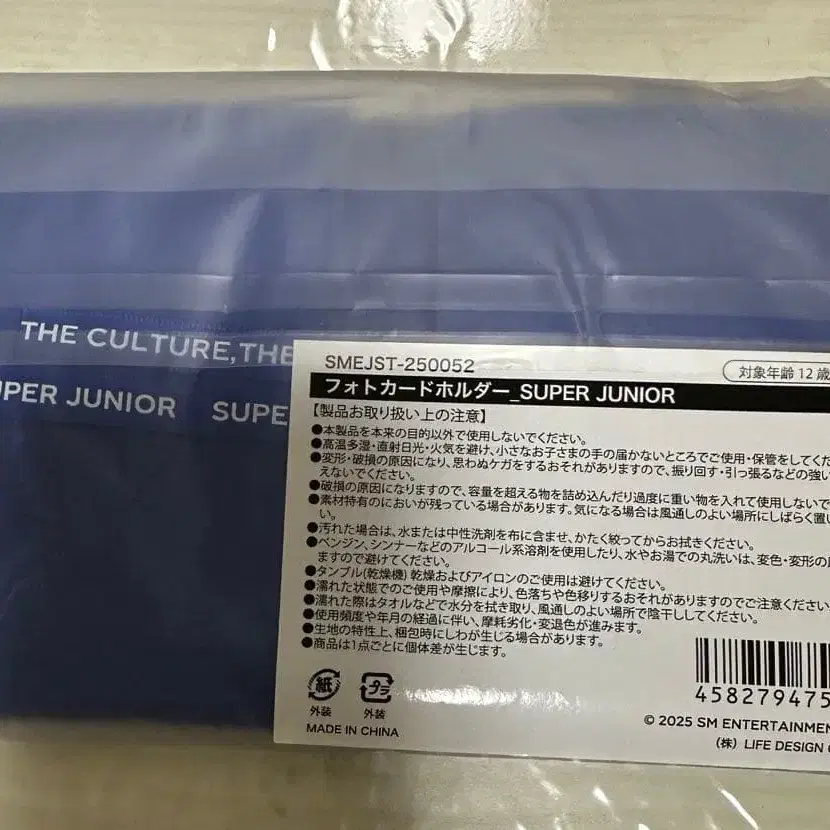 THE CULTURE, THE
UPER JUNIOR SUPE
SMEJST-250052
対象年齢 12 歳
フォトカードホルダー_SUPER JUNIOR
【製品お取り扱い上の注意】
●本製品を本来の目的以外で使用しないでください。
●高温多湿・直射日光・火気を避け、小さなお子さまの手の届かないところでご使用・保管をしてくだ
●変形・破損の原因になり、思わぬケガをするおそれがありますので、振り回す・引っ張るなどの強い
えないでください。
●破損の原因になりますので、容量を超える物を詰め込んだり過度に重い物を入れて使用しないで
●素材特有のにおいが残っている場合があります。気になる場合は風通しのよい場所にしばらく置い
い。
●汚れた場合は、水または中性洗剤を布に含ませ、かたく絞ってからお拭きください。
●ベンジン、シンナーなどのアルコール系溶剤を使用したり、水やお湯での丸洗いは、変色・変形の
ますので避けてください。
●タンブル(乾燥機) 乾燥およびアイロンのご使用は避けてください。
●濡れた状態でのご使用や摩擦により、色落ちや色移りするおそれがありますのでご注意ください。
●濡れた際はタオルなどで水分を拭き取り、風通しのよい場所で陰干ししてください。
●使用頻度や年月の経過に伴い、摩耗劣化・変退色が進みます。
●生地の特性上、梱包時にしわが生じる場合があります。
●商品は1点ごとに個体差が生じます。
紙 プラ
外装 外装
MADE IN CHINA
458279475
© 2025 SM ENTERTAINMEN
(株) LIFE DESIGN